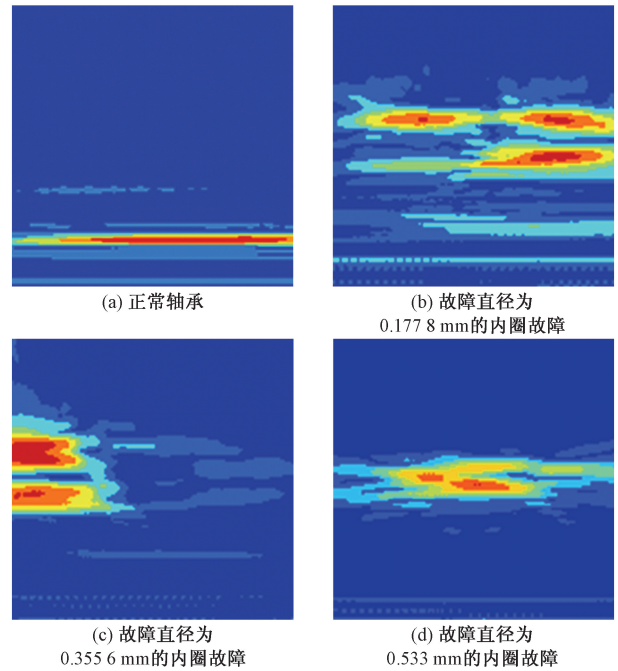 (a) 正常轴承
(b) 故障直径为
0.177 8 mm的内圈故障
(c) 故障直径为
0.355 6 mm的内圈故障
(d) 故障直径为
0.533 mm的内圈故障